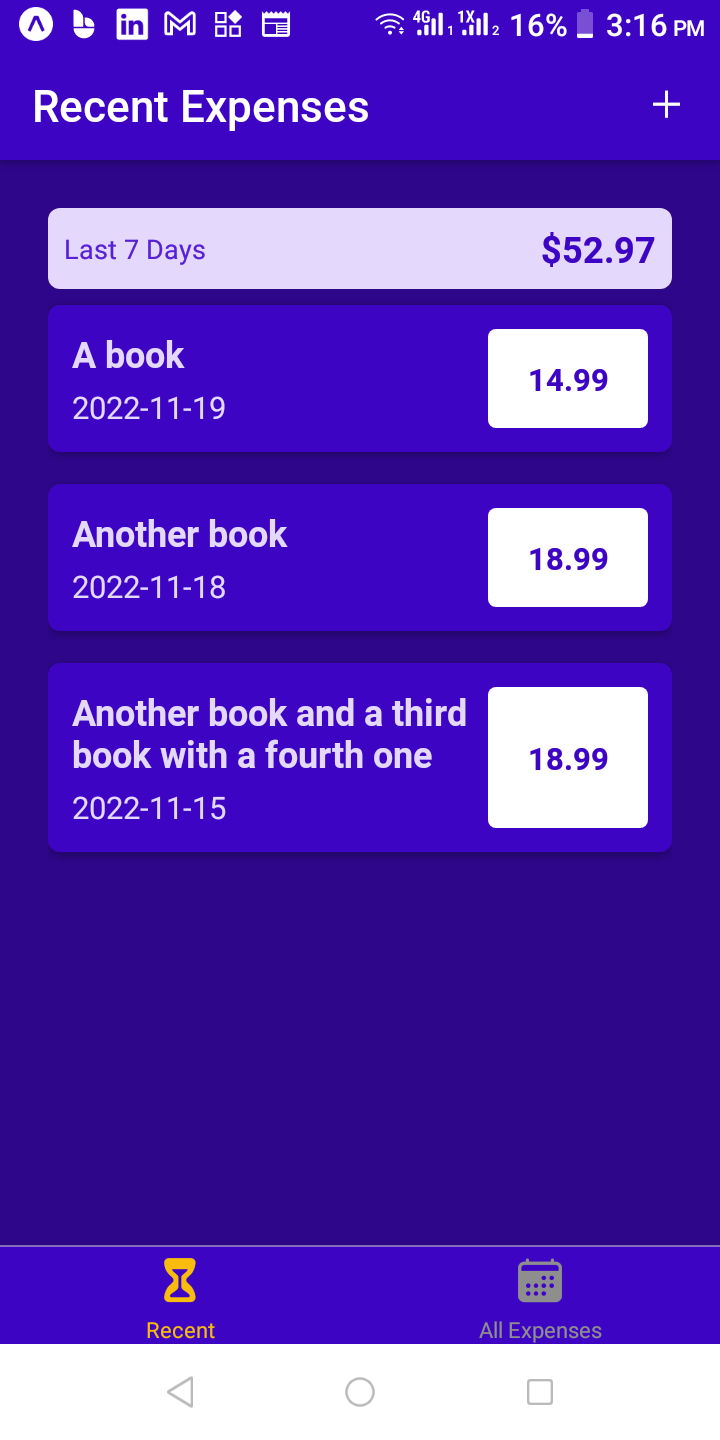 4G 1 1X 2 16% 3:16 PM
Recent Expenses +
Last 7 Days $52.97
A book
14.99
2022-11-19
Another book
18.99
2022-11-18
Another book and a third
book with a fourth one
18.99
2022-11-15
Recent All Expenses